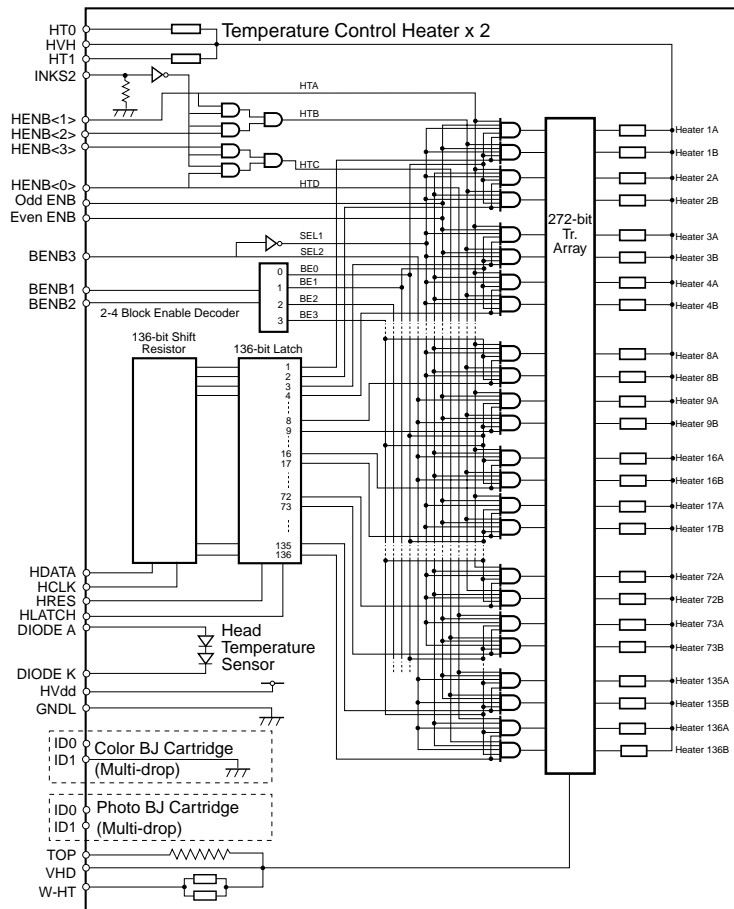 HT0
Temperature Control Heater x 2
HVH
HT1
INKS2
HTA
HENB<1>
HTB
HENB<2>
HENB<3>
HTC
HENB<0>
HTD
Odd ENB
Even ENB
SEL1
BENB3
SEL2
0
BE0
BENB1
1
BE1
BENB2
2
BE2
2-4 Block Enable Decoder
3
BE3
136-bit Shift
Resistor
136-bit Latch
1
2
3
4
8
9
16
17
72
73
135
136
272-bit
Tr.
Array
Heater 1A
Heater 1B
Heater 2A
Heater 2B
Heater 3A
Heater 3B
Heater 4A
Heater 4B
Heater 8A
Heater 8B
Heater 9A
Heater 9B
Heater 16A
Heater 16B
Heater 17A
Heater 17B
Heater 72A
Heater 72B
Heater 73A
Heater 73B
Heater 135A
Heater 135B
Heater 136A
Heater 136B
HDATA
HCLK
HRES
HLATCH
DIODE A
Head
Temperature
Sensor
DIODE K
HVdd
GNDL
ID0
Color BJ Cartridge
ID1
(Multi-drop)
ID0
Photo BJ Cartridge
ID1
(Multi-drop)
TOP
VHD
W-HT